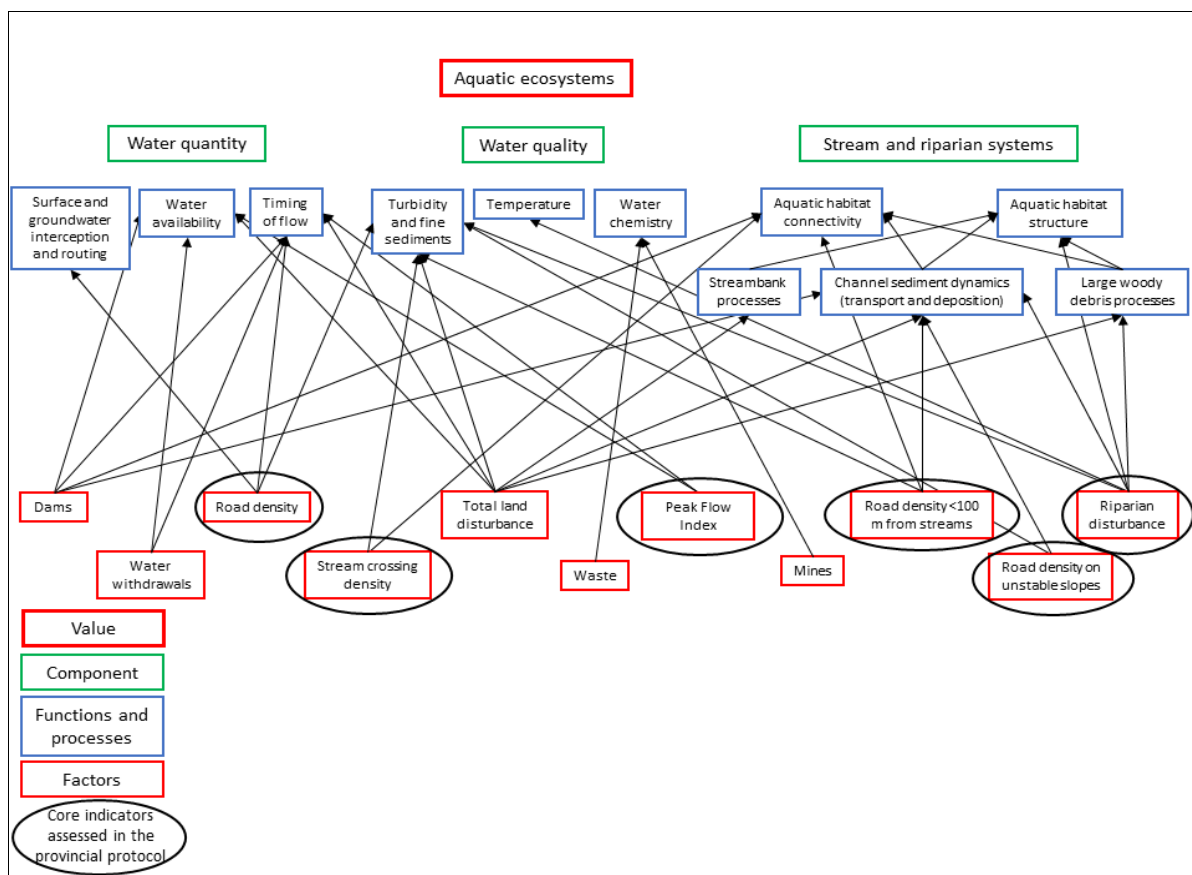 Aquatic ecosystems
Water quantity
Water quality
Stream and riparian systems
Surface and
groundwater
interception
and routing
Water
availability
Timing
of flow
Turbidity
and fine
sediments
Temperature
Water
chemistry
Aquatic habitat
connectivity
Aquatic habitat
structure
Streambank
processes
Channel sediment dynamics
(transport and deposition)
Large woody
debris processes
Dams
Road density
Total land
disturbance
Peak Flow
Index
Road density <100
m from streams
Riparian
disturbance
Water
withdrawals
Stream crossing
density
Waste
Mines
Road density on
unstable slopes
Value
Component
Functions and
processes
Factors
Core indicators
assessed in the
provincial protocol